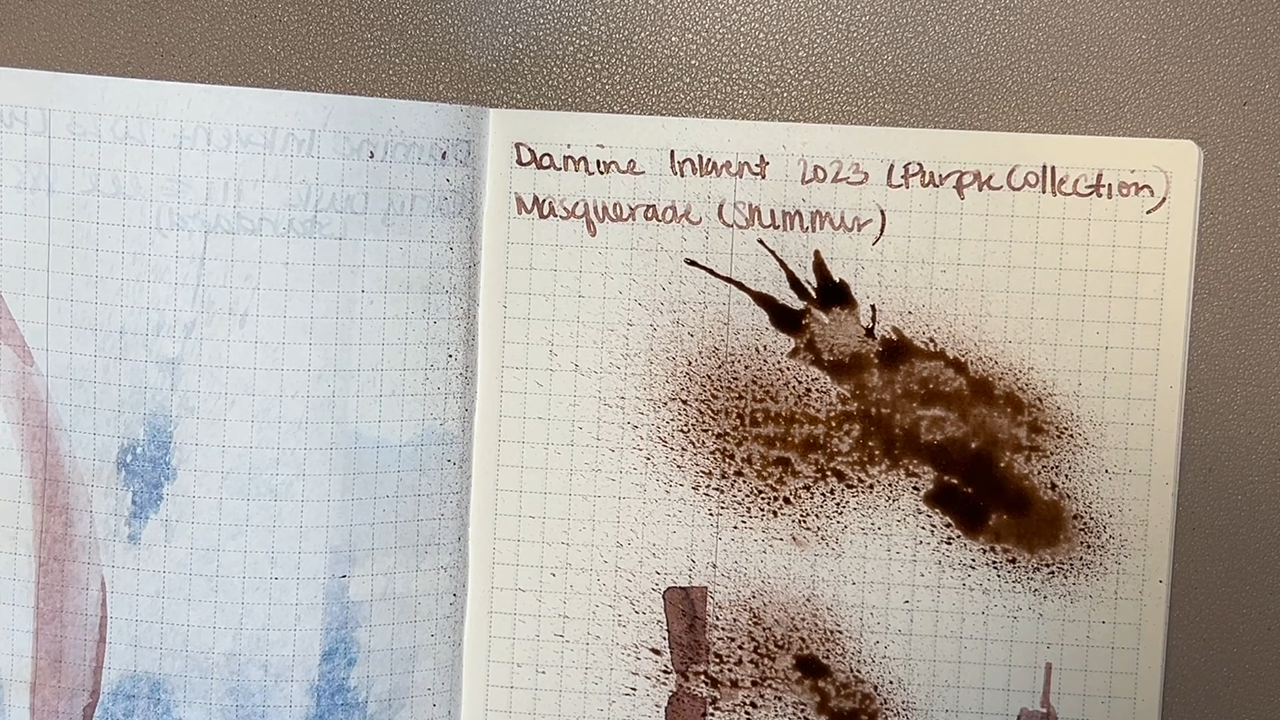 Diamine Inkvent 2023 (Purple Collection)
Masquerade (Shimmer)